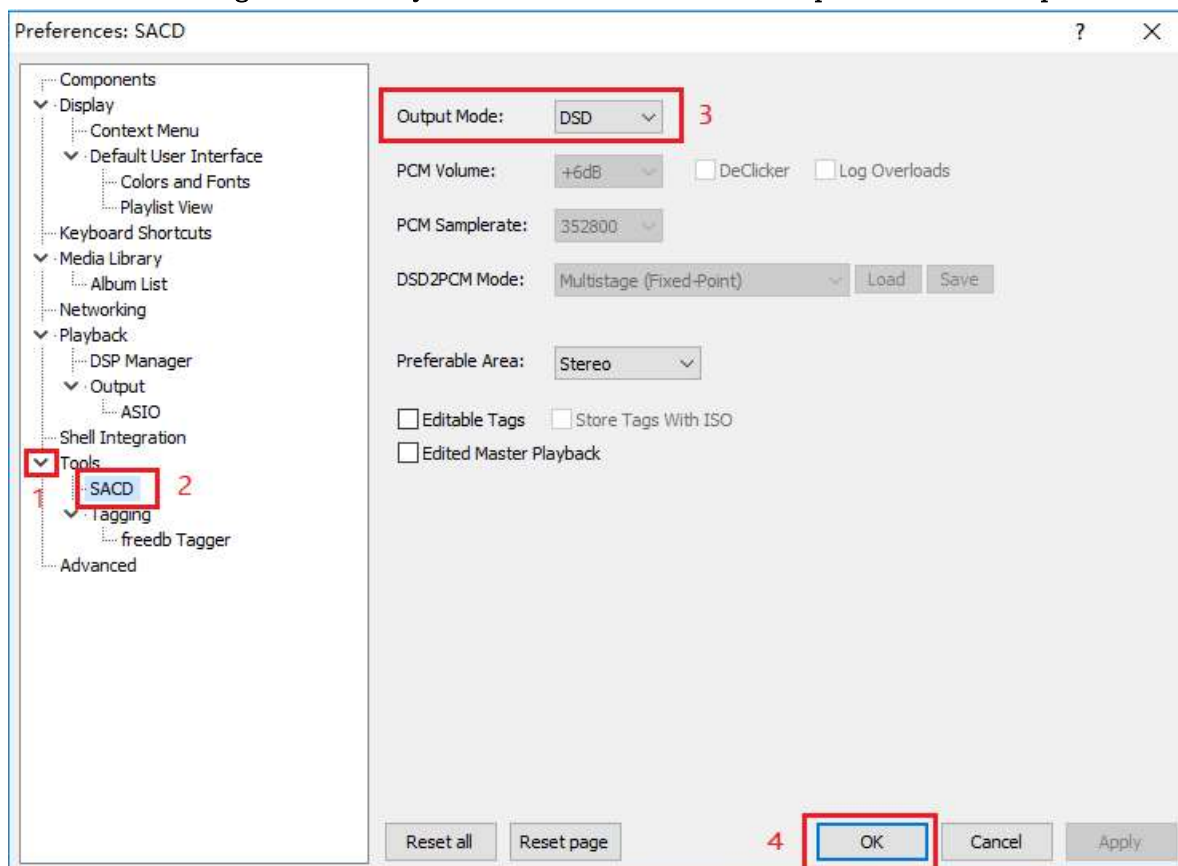 Preferences: SACD ? X
Components
Display
Context Menu
Default User Interface
Colors and Fonts
Playlist View
Keyboard Shortcuts
Media Library
Album List
Networking
Playback
DSP Manager
Output
ASIO
Shell Integration
Tools
1 SACD 2
Tagging
freedb Tagger
Advanced
Output Mode: DSD 3
PCM Volume: +6dB DeClicker Log Overloads
PCM Samplerate: 352800
DSD2PCM Mode: Multistage (Fixed-Point) Load Save
Preferable Area: Stereo
Editable Tags Store Tags With ISO
Edited Master Playback
Reset all Reset page 4 OK Cancel Apply